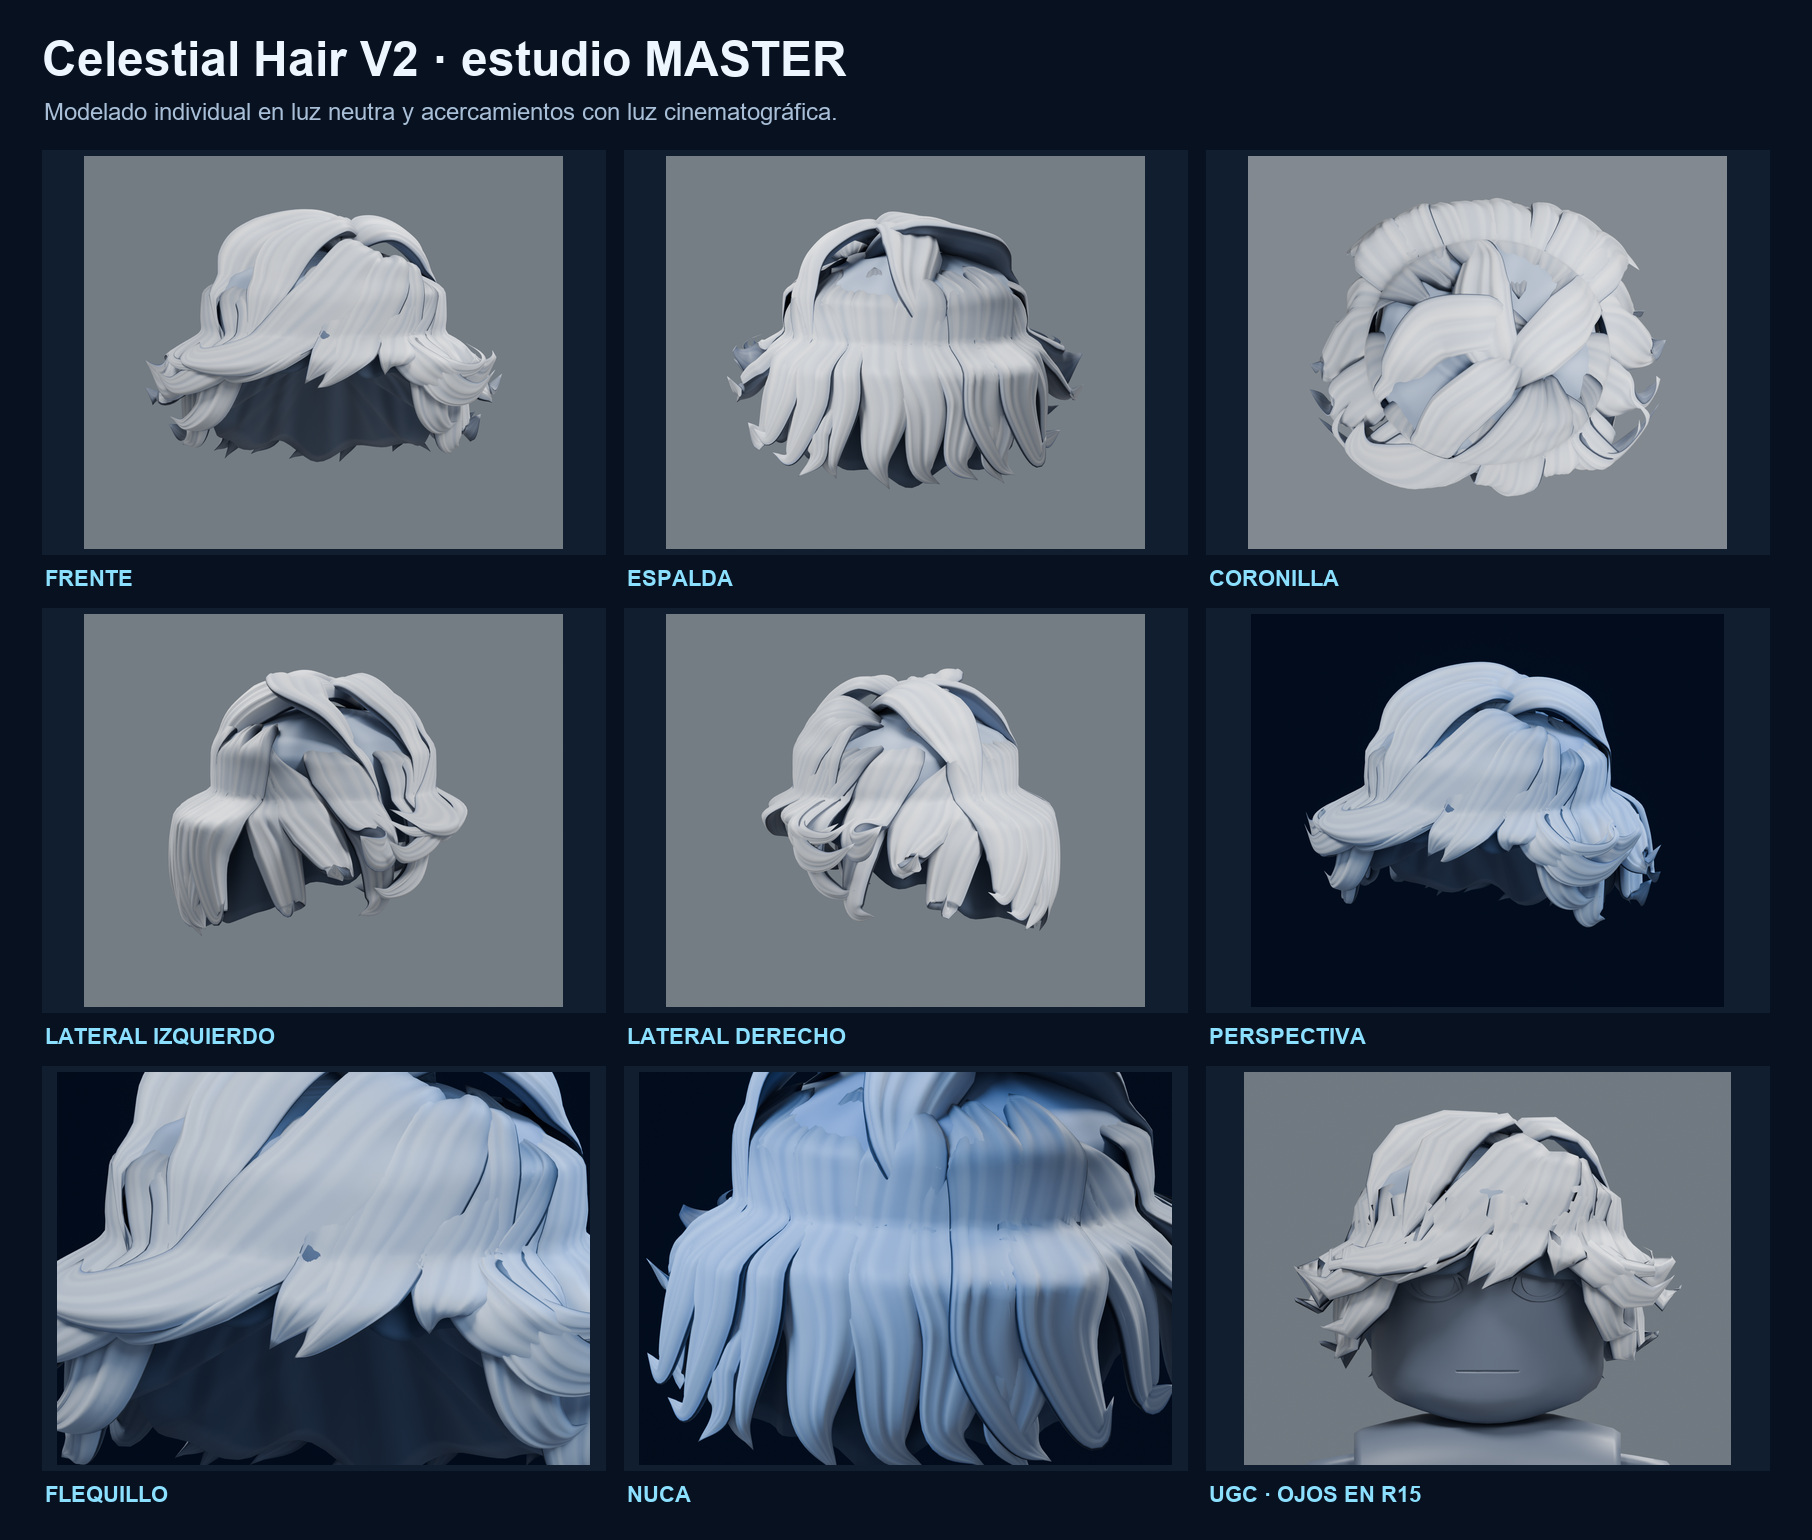 Celestial Hair V2 · estudio MASTER
Modelado individual en luz neutra y acercamientos con luz cinematográfica.
FRENTE
ESPALDA
CORONILLA
LATERAL IZQUIERDO
LATERAL DERECHO
PERSPECTIVA
FLEQUILLO
NUCA
UGC · OJOS EN R15